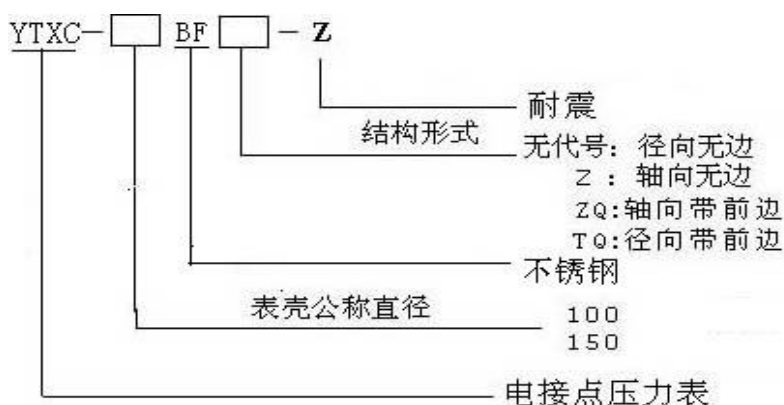 YTXC-□ BF□-Z
耐震
结构形式
无代号：径向无边
Z ：轴向无边
ZQ:轴向带前边
TQ:径向带前边
不锈钢
表壳公称直径
100
150
电接点压力表